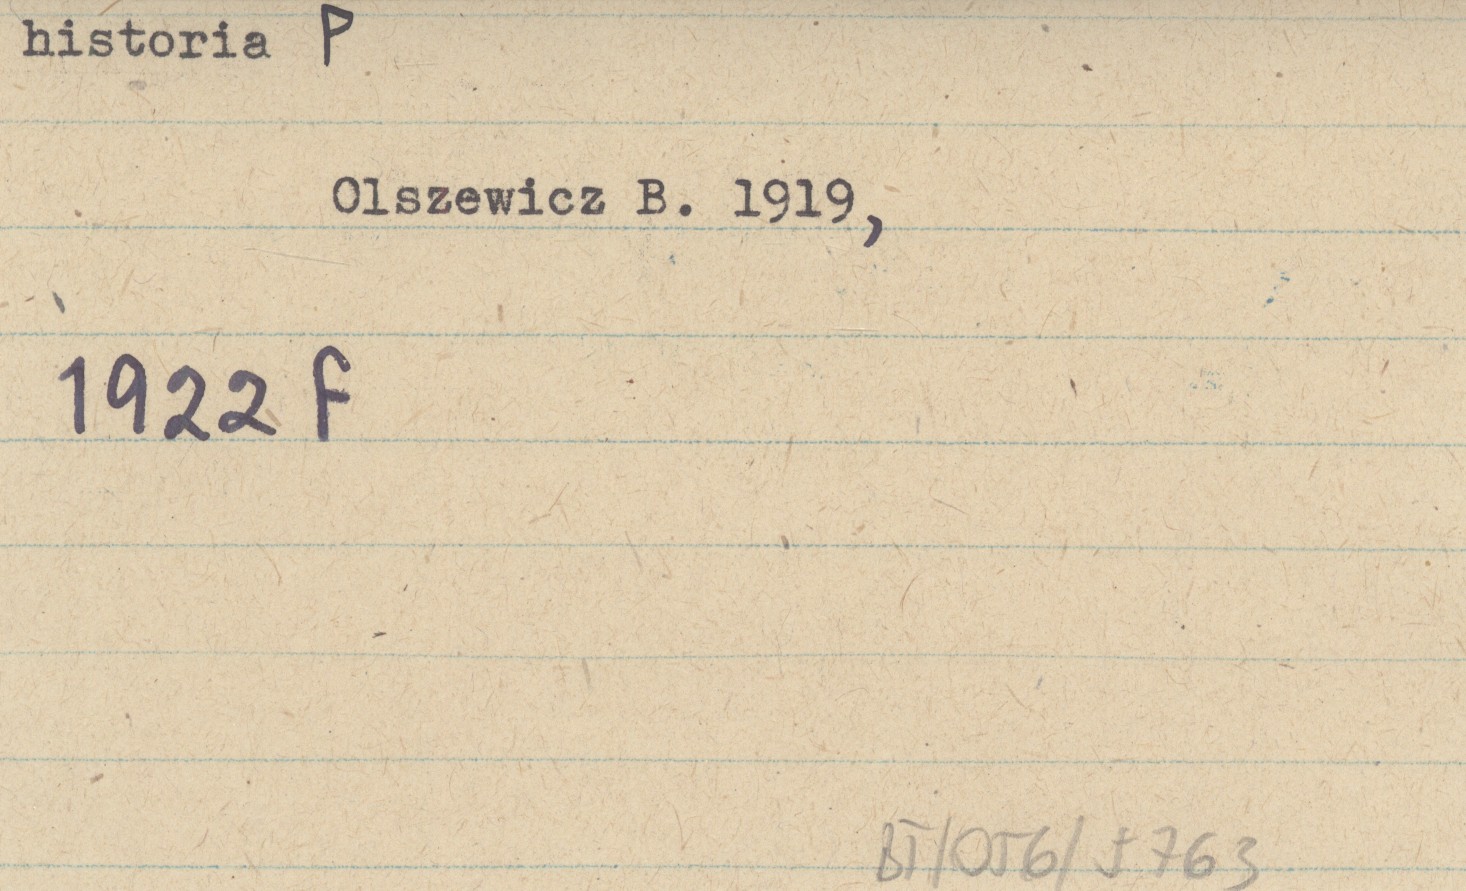 historia P
Olszewicz B. 1919,
1922 F
BT/056/5763